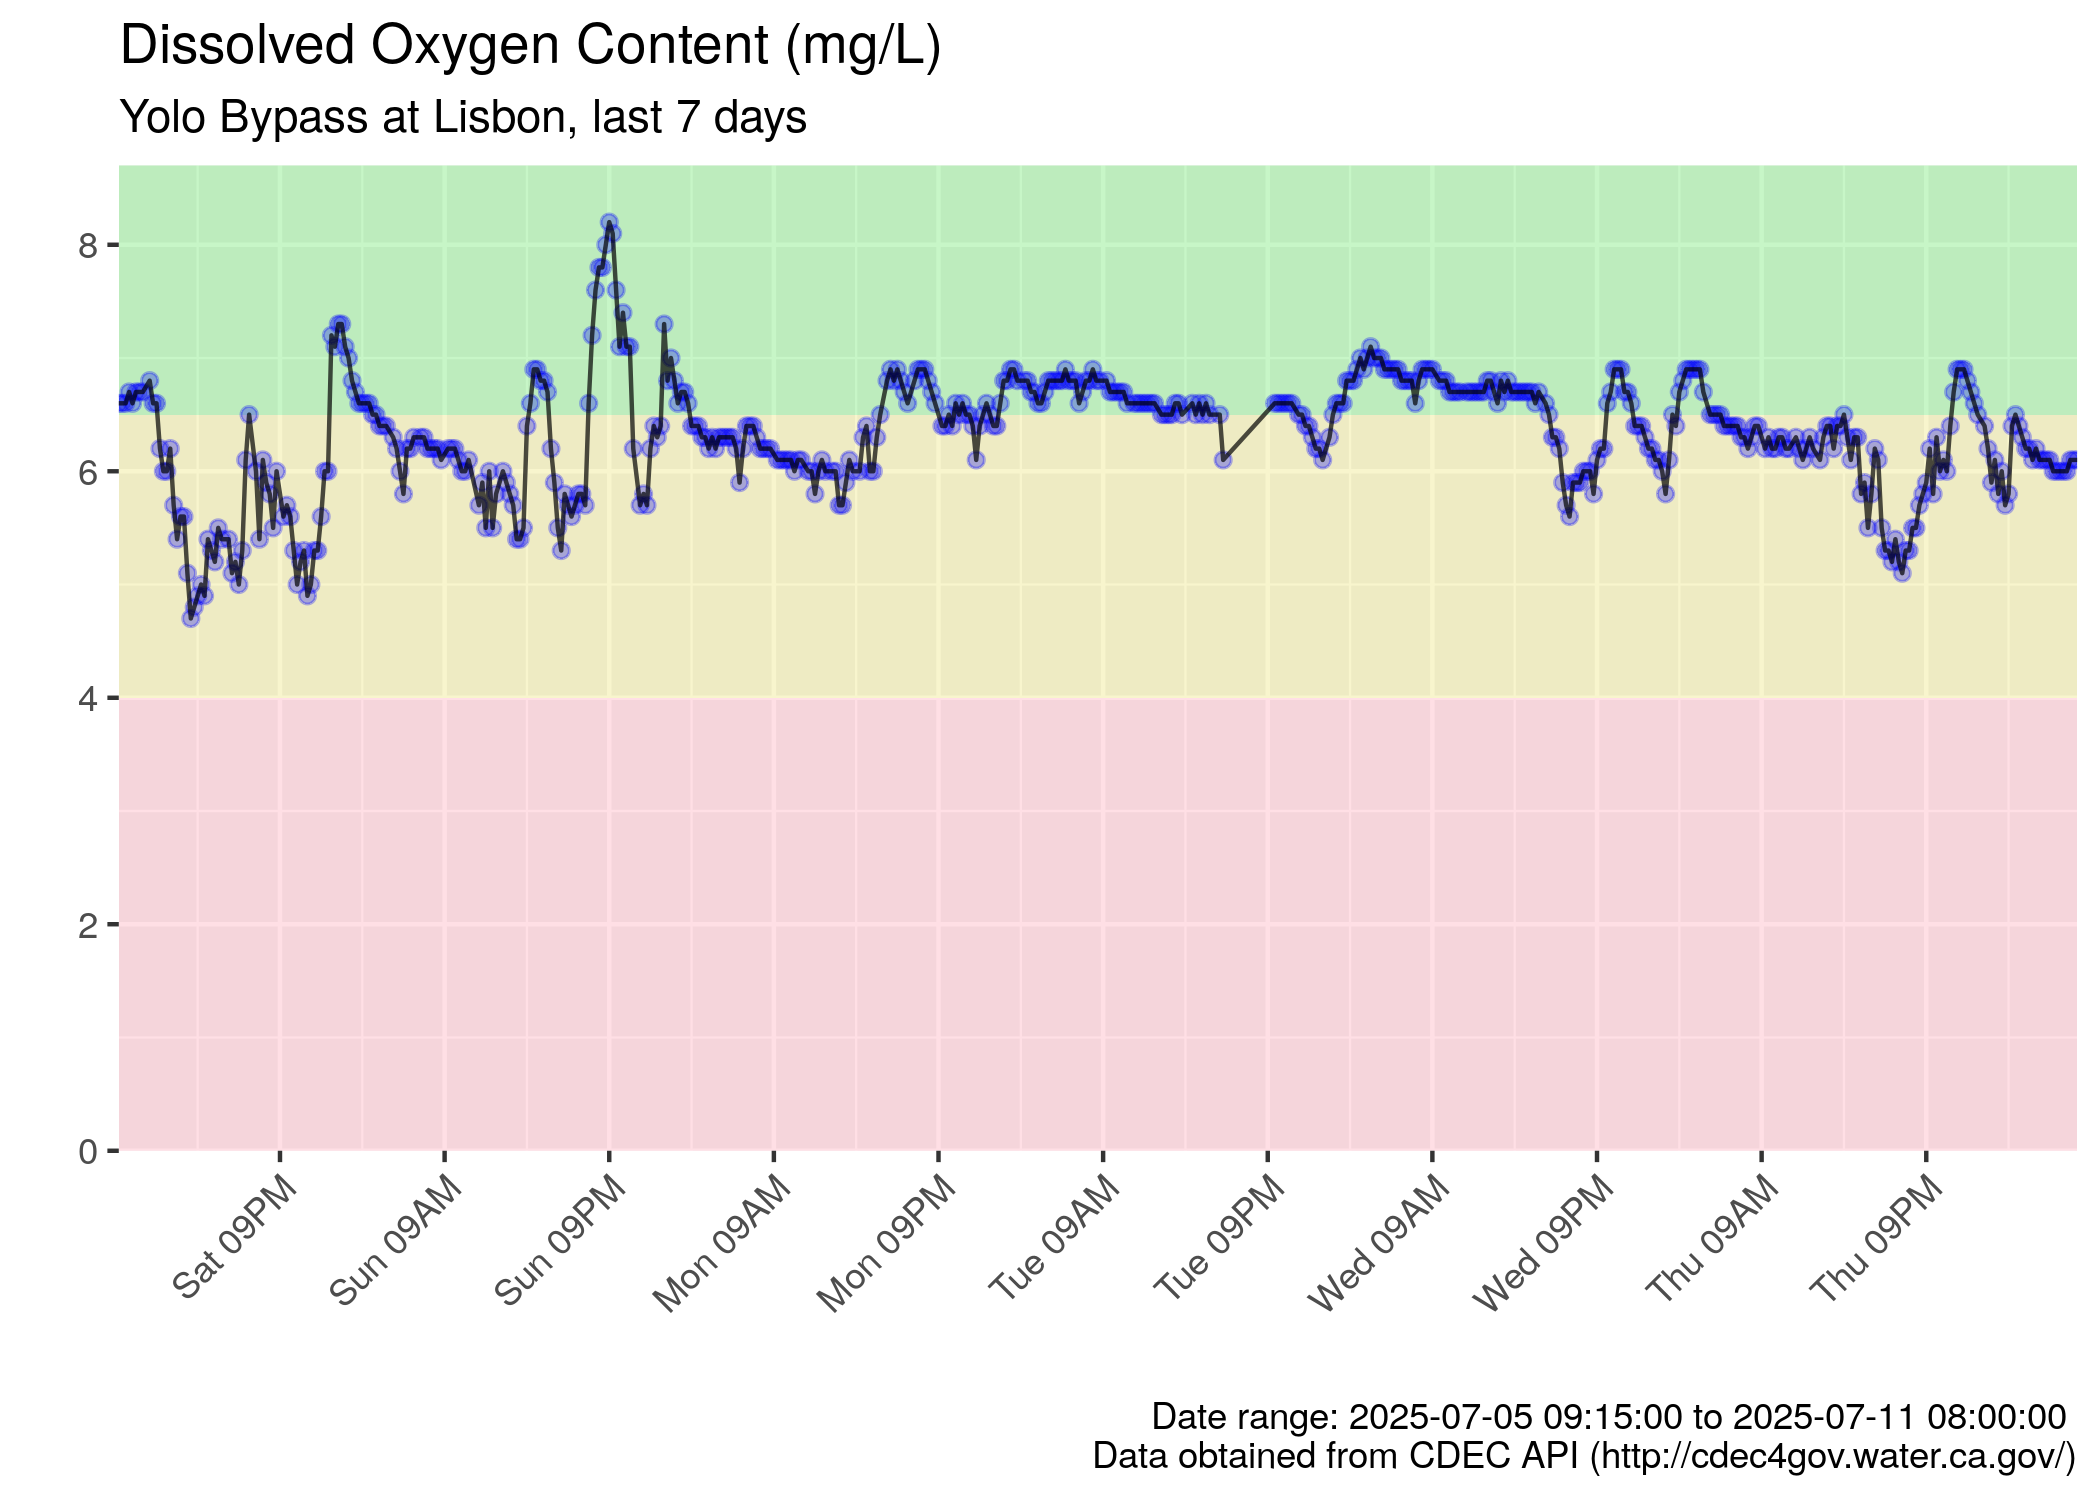 Dissolved Oxygen Content (mg/L)
Yolo Bypass at Lisbon, last 7 days
8
6
4
2
0
Sat 09PM
Sun 09AM
Sun 09PM
Mon 09AM
Mon 09PM
Tue 09AM
Tue 09PM
Wed 09AM
Wed 09PM
Thu 09AM
Thu 09PM
Date range: 2025-07-05 09:15:00 to 2025-07-11 08:00:00
Data obtained from CDEC API (http://cdec4gov.water.ca.gov/)